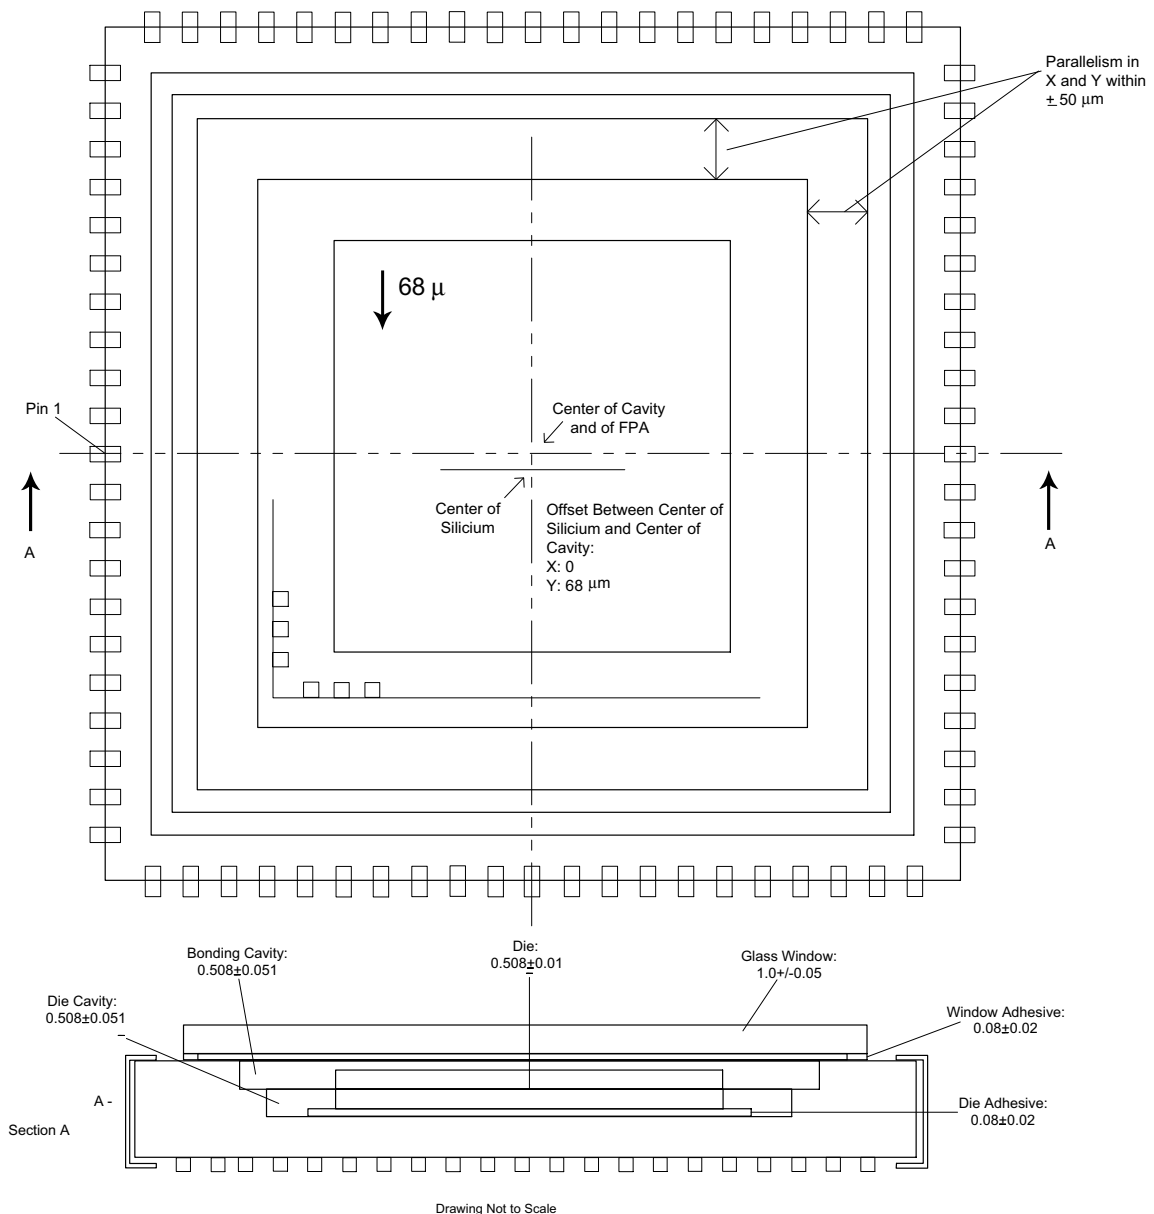 Parallelism in
X and Y within
± 50 μm
68 μ
Pin 1
Center of Cavity
and of FPA
Center of
Silicium
Offset Between Center of
Silicium and Center of
Cavity:
X: 0
Y: 68 μm
A
A
Bonding Cavity:
0.508±0.051
Die:
0.508±0.01
Glass Window:
1.0+/-0.05
Die Cavity:
0.508±0.051
Window Adhesive:
0.08±0.02
A -
Section A
Die Adhesive:
0.08±0.02
Drawing Not to Scale